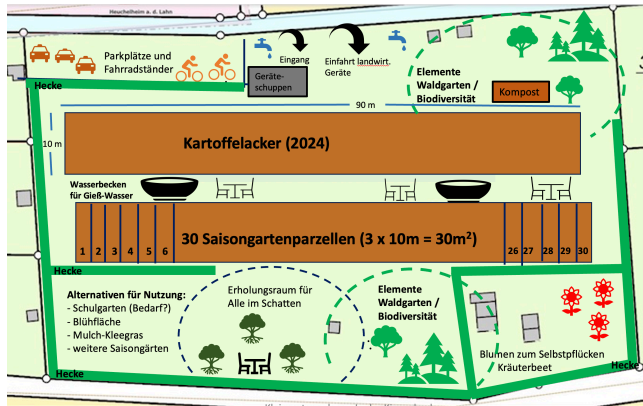 Heuchelheim a. d. Lahn
Parkplätze und
Fahrradständer
Eingang
Einfahrt landwirt.
Geräte
Geräte-
schuppen
Elemente
Waldgarten /
Biodiversität
Kompost
Hecke
90 m
10 m
Kartoffelacker (2024)
Wasserbecken
für Gieß-Wasser
30 Saisongartenparzellen (3 x 10m = 30m²)
1 2 3 4 5 6 26 27 28 29 30
Hecke
Alternativen für Nutzung:
- Schulgarten (Bedarf?)
- Blühfläche
- Mulch-Kleegras
- weitere Saisongärten
Erholungsraum für
Alle im Schatten
Elemente
Waldgarten /
Biodiversität
Blumen zum Selbstpflücken
Kräuterbeet
Hecke
Hecke